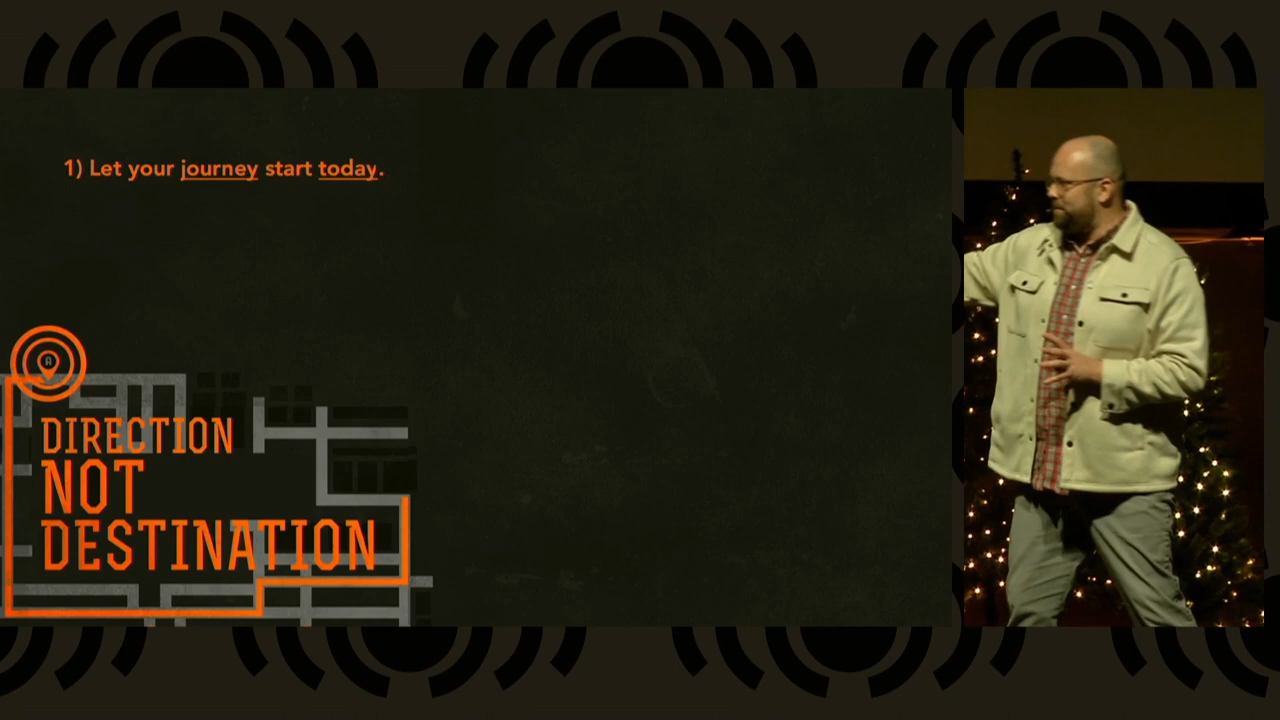 1) Let your journey start today.
A
DIRECTION
NOT
DESTINATION